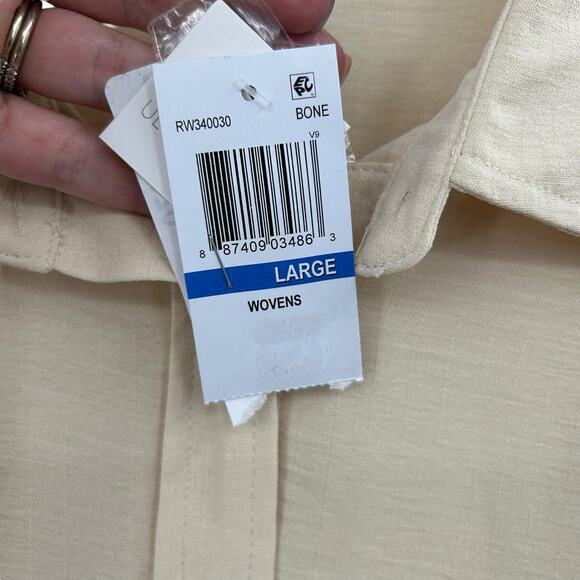 RW340030
BONE
V9
8 87409 03486 3
LARGE
WOVENS